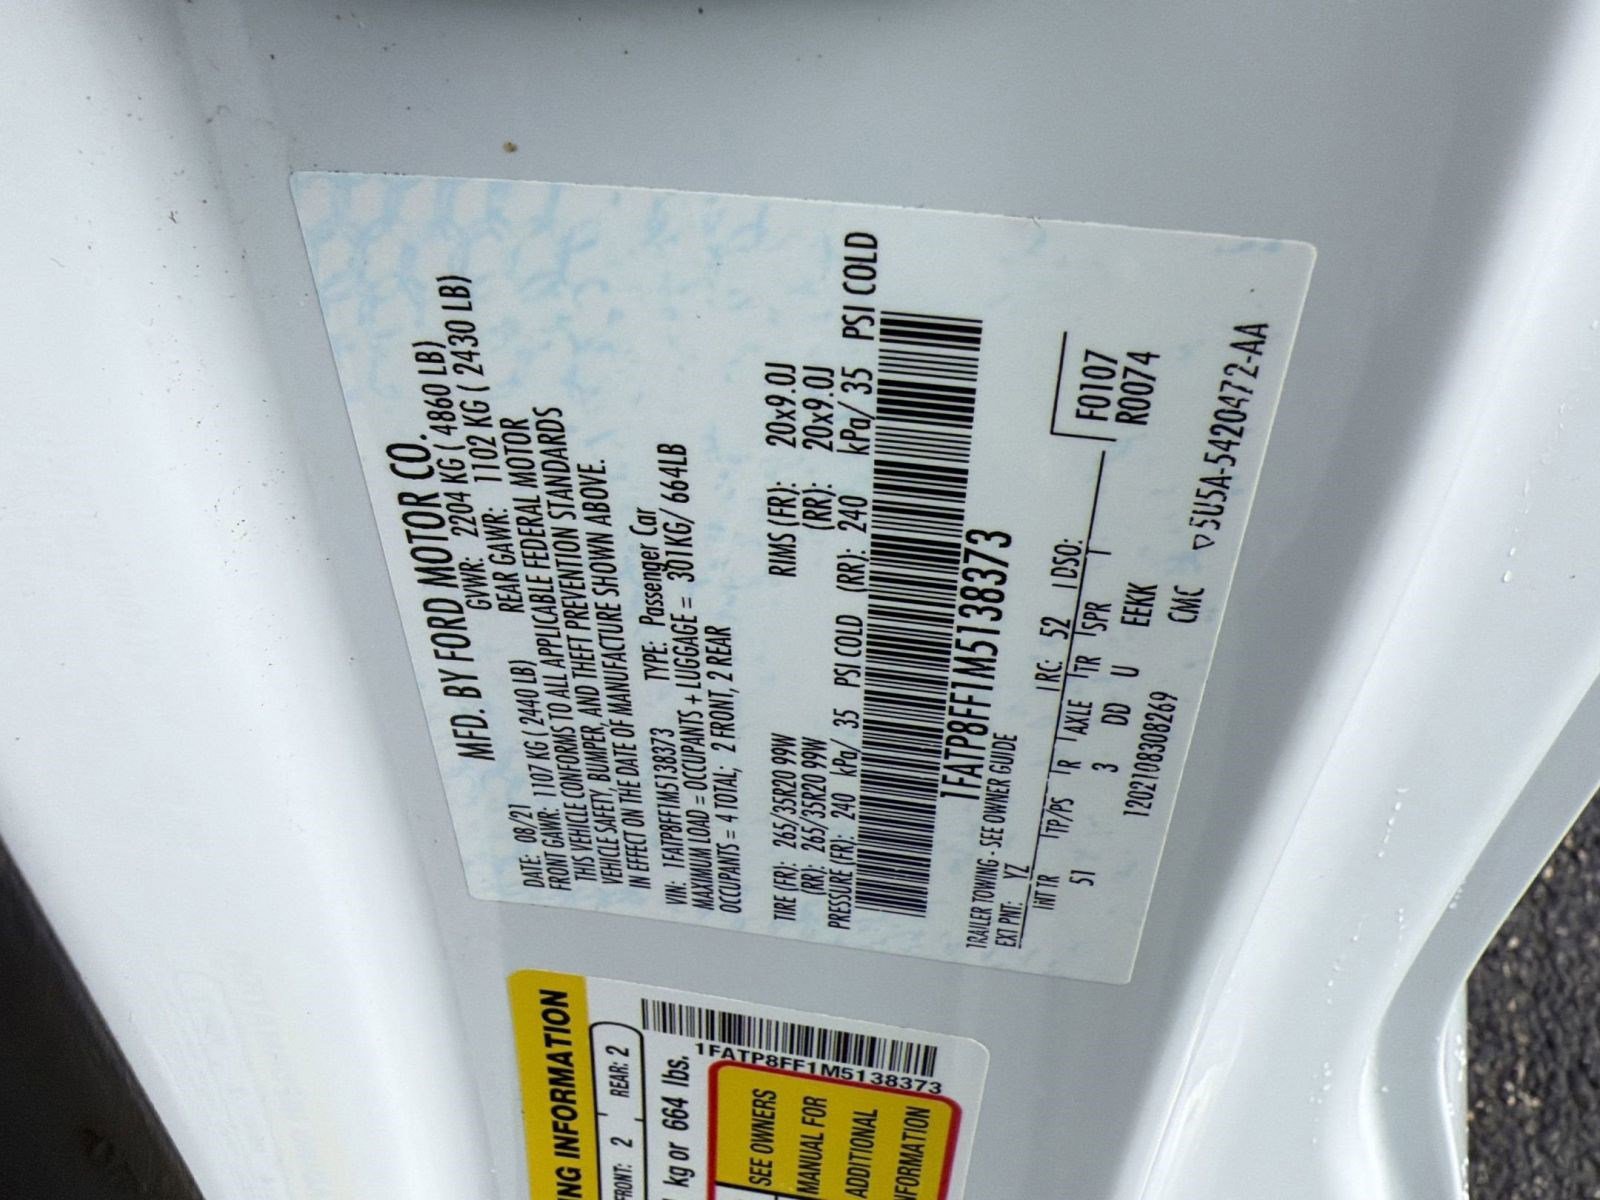 MFD. BY FORD MOTOR CO.
DATE: 08/21 GVWR: 2204 KG ( 4860 LB)
FRONT GAWR: 1107 KG ( 2440 LB) REAR GAWR: 1102 KG ( 2430 LB)
THIS VEHICLE CONFORMS TO ALL APPLICABLE FEDERAL MOTOR
VEHICLE SAFETY, BUMPER, AND THEFT PREVENTION STANDARDS
IN EFFECT ON THE DATE OF MANUFACTURE SHOWN ABOVE.
VIN: 1FATP8FF1M5138373 TYPE: Passenger Car
MAXIMUM LOAD = OCCUPANTS + LUGGAGE = 301KG/ 664LB
OCCUPANTS = 4 TOTAL; 2 FRONT, 2 REAR
TIRE (FR): 265/35R20 99W RIMS (FR): 20x9.0J
(RR): 265/35R20 99W (RR): 20x9.0J
PRESSURE (FR): 240 kPa/ 35 PSI COLD (RR): 240 kPa/ 35 PSI COLD
1FATP8FF1M5138373
TRAILER TOWING - SEE OWNER GUIDE
EXT PNT: YZ RC: 52 DSO:
INT TR TP/PS R AXLE TR SPR F0107
51 3 DD U EEKK R0074
1202108308269 CMC
▽5U5A-5420472-AA
NG INFORMATION
FRONT: 2 REAR: 2
kg or 664 lbs.
1FATP8FF1M5138373
SEE OWNERS
MANUAL FOR
ADDITIONAL
INFORMATION